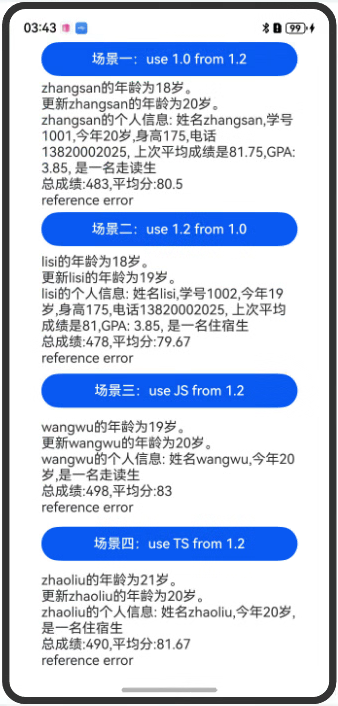 03:43
99
场景一：use 1.0 from 1.2
zhangsan的年龄为18岁。
更新zhangsan的年龄为20岁。
zhangsan的个人信息: 姓名zhangsan,学号
1001,今年20岁,身高175,电话
13820002025, 上次平均成绩是81.75,GPA:
3.85, 是一名走读生
总成绩:483,平均分:80.5
reference error
场景二：use 1.2 from 1.0
lisi的年龄为18岁。
更新lisi的年龄为19岁。
lisi的个人信息: 姓名lisi,学号1002,今年19
岁,身高175,电话13820002025, 上次平均
成绩是81,GPA: 3.85, 是一名住宿生
总成绩:478,平均分:79.67
reference error
场景三：use JS from 1.2
wangwu的年龄为19岁。
更新wangwu的年龄为20岁。
wangwu的个人信息: 姓名wangwu,今年20
岁,是一名走读生
总成绩:498,平均分:83
reference error
场景四：use TS from 1.2
zhaoliu的年龄为21岁。
更新zhaoliu的年龄为20岁。
zhaoliu的个人信息: 姓名zhaoliu,今年20岁,
是一名住宿生
总成绩:490,平均分:81.67
reference error